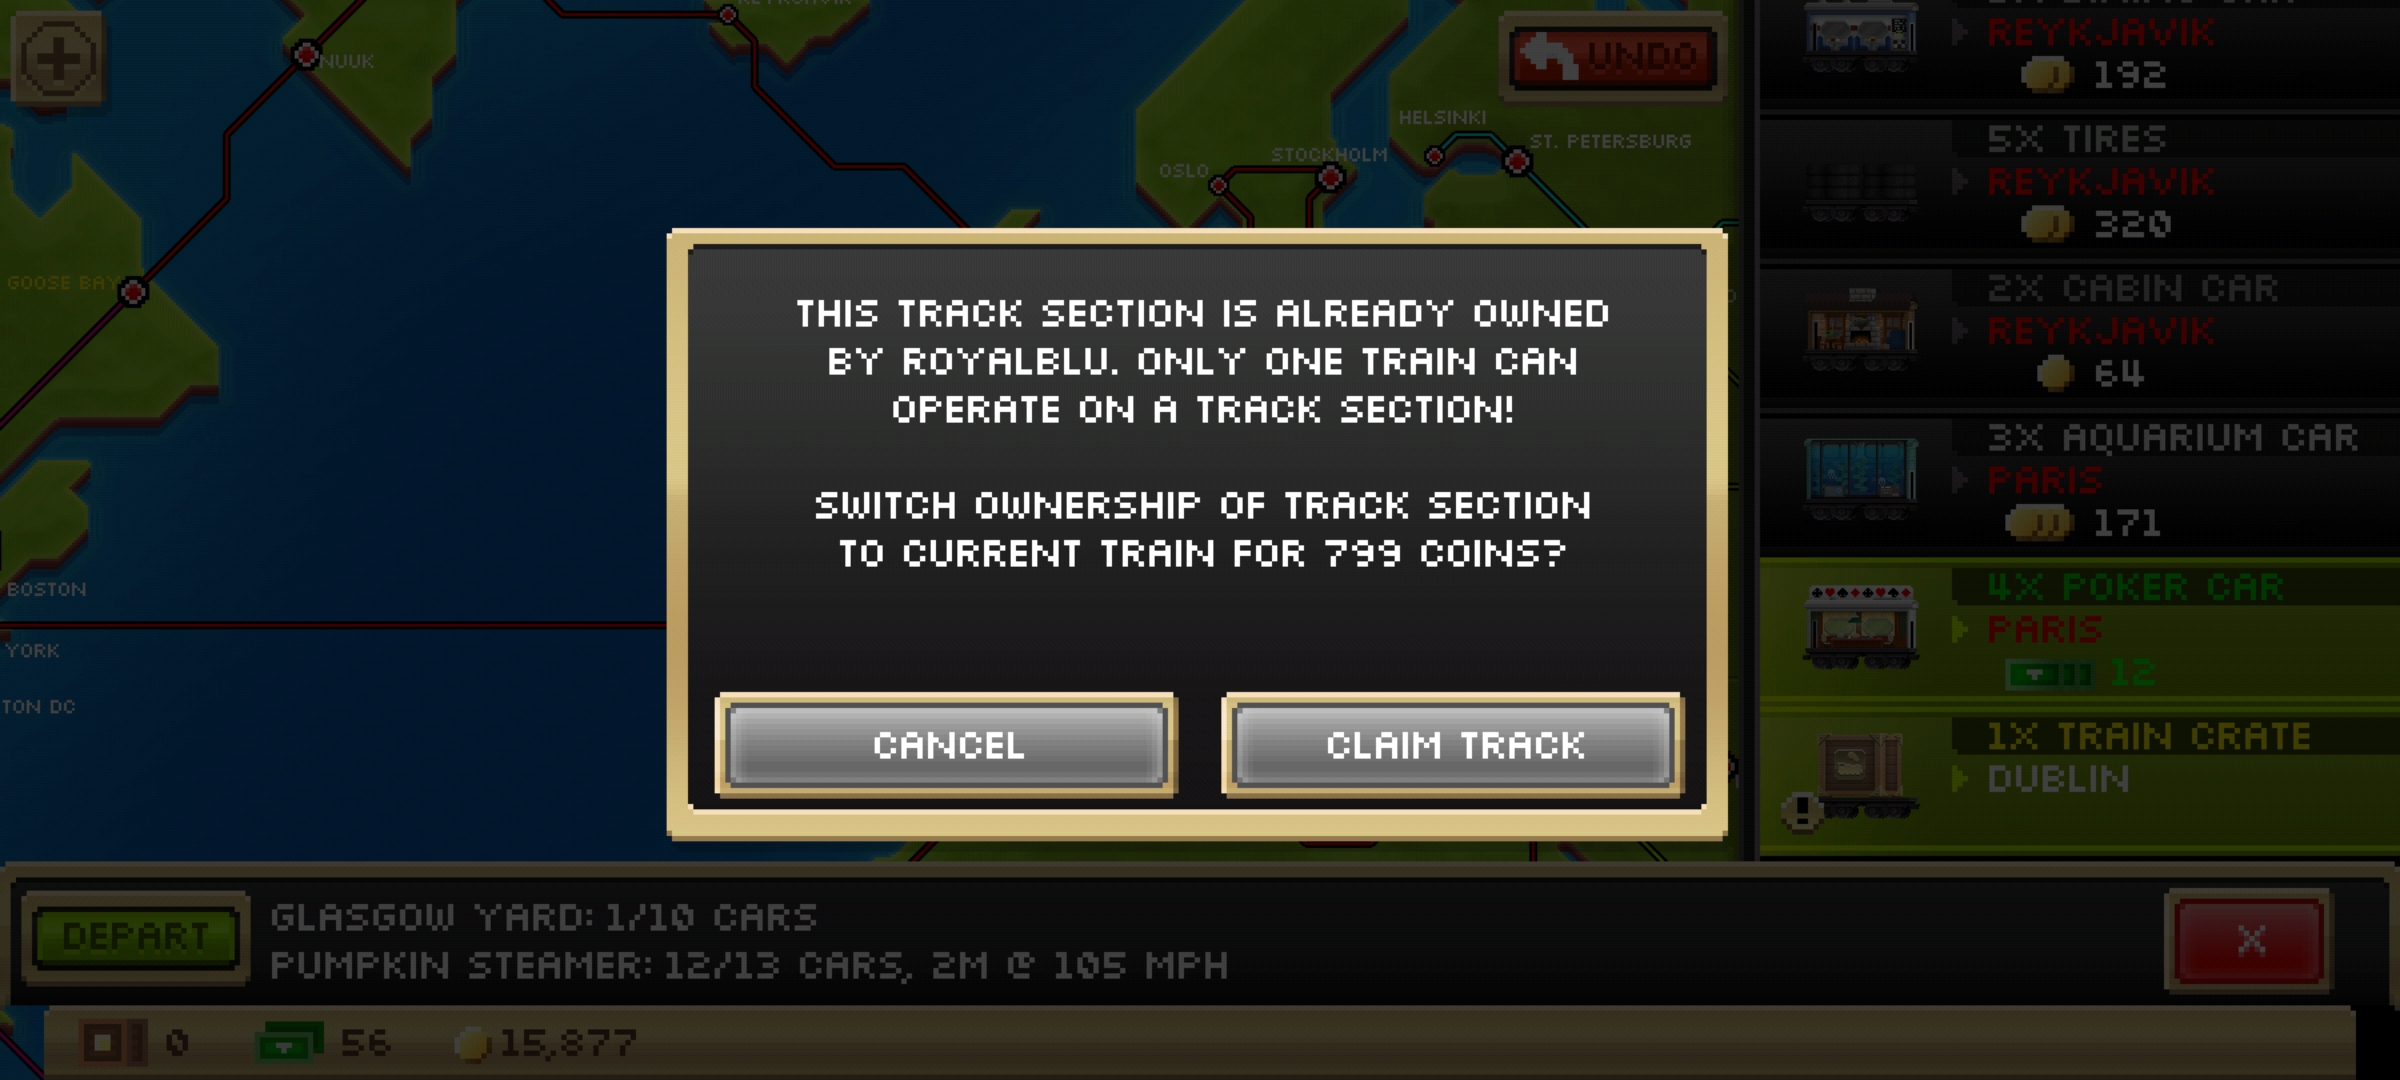 REYKJAVIK
NUUK
UNDO
HELSINKI
ST. PETERSBURG
STOCKHOLM
OSLO
GOOSE BAY
BOSTON
YORK
TON DC
THIS TRACK SECTION IS ALREADY OWNED
BY ROYALBLU. ONLY ONE TRAIN CAN
OPERATE ON A TRACK SECTION!
SWITCH OWNERSHIP OF TRACK SECTION
TO CURRENT TRAIN FOR 799 COINS?
CANCEL
CLAIM TRACK
REYKJAVIK
192
5X TIRES
REYKJAVIK
320
2X CABIN CAR
REYKJAVIK
64
3X AQUARIUM CAR
PARIS
171
4X POKER CAR
PARIS
12
1X TRAIN CRATE
DUBLIN
DEPART
GLASGOW YARD: 1/10 CARS
PUMPKIN STEAMER: 12/13 CARS, 2M @ 105 MPH
X
0
56
15,877